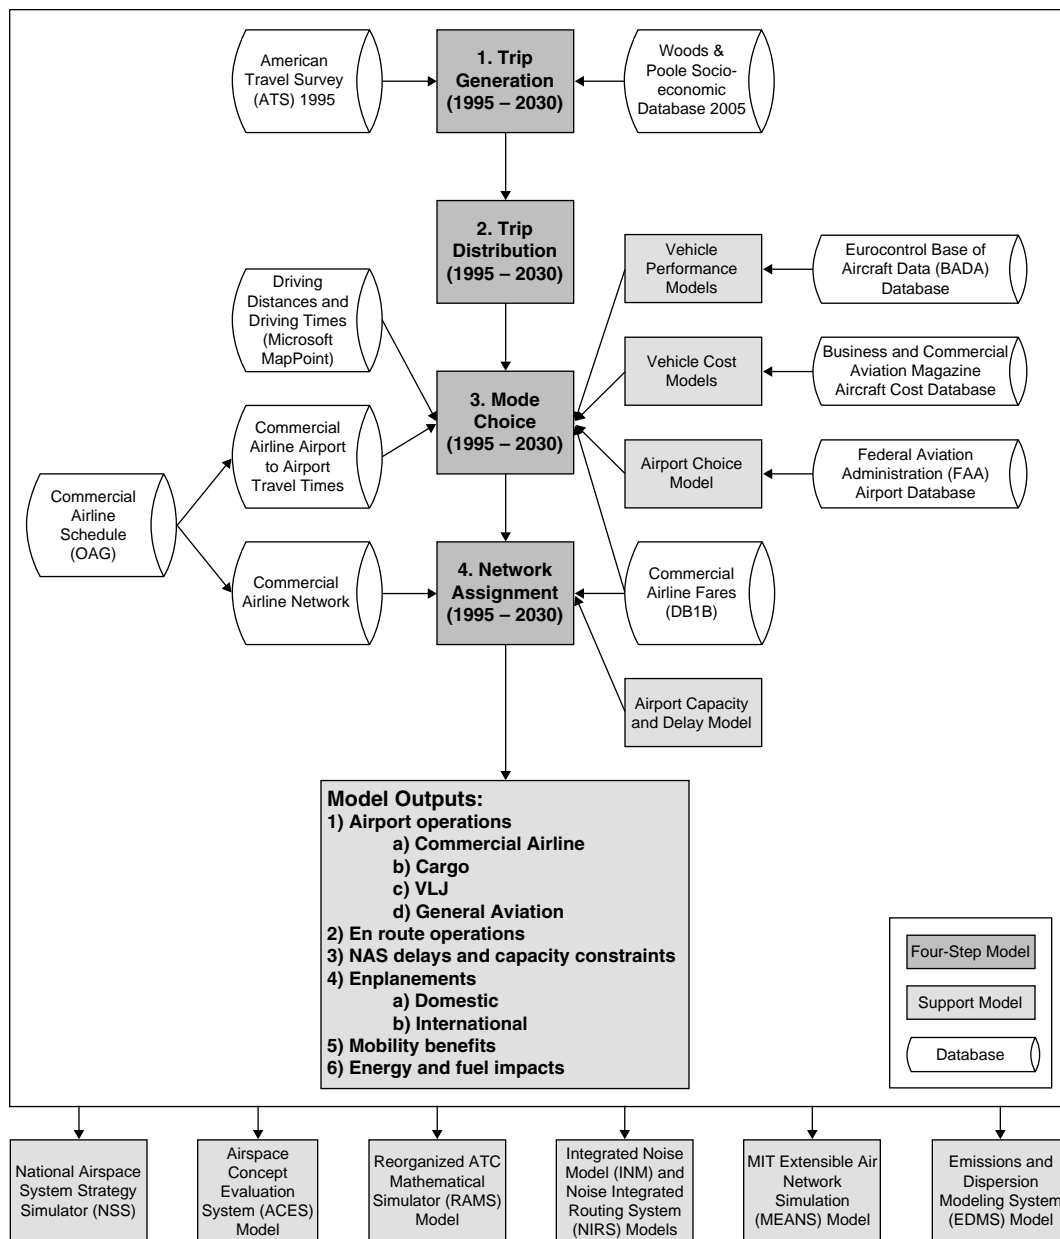 American
Travel Survey
(ATS) 1995
1. Trip
Generation
(1995 – 2030)
Woods &
Poole Socio-
economic
Database 2005
2. Trip
Distribution
(1995 – 2030)
Vehicle
Performance
Models
Eurocontrol Base of
Aircraft Data (BADA)
Database
Driving
Distances and
Driving Times
(Microsoft
MapPoint)
Vehicle Cost
Models
Business and Commercial
Aviation Magazine
Aircraft Cost Database
3. Mode
Choice
(1995 – 2030)
Commercial
Airline Airport
to Airport
Travel Times
Airport Choice
Model
Federal Aviation
Administration (FAA)
Airport Database
Commercial
Airline
Schedule
(OAG)
Commercial
Airline Network
4. Network
Assignment
(1995 – 2030)
Commercial
Airline Fares
(DB1B)
Airport Capacity
and Delay Model
Model Outputs:
1) Airport operations
a) Commercial Airline
b) Cargo
c) VLJ
d) General Aviation
2) En route operations
3) NAS delays and capacity constraints
4) Enplanements
a) Domestic
b) International
5) Mobility benefits
6) Energy and fuel impacts
Four-Step Model
Support Model
Database
National Airspace
System Strategy
Simulator (NSS)
Airspace
Concept
Evaluation
System (ACES)
Model
Reorganized ATC
Mathematical
Simulator (RAMS)
Model
Integrated Noise
Model (INM) and
Noise Integrated
Routing System
(NIRS) Models
MIT Extensible Air
Network
Simulation
(MEANS) Model
Emissions and
Dispersion
Modeling System
(EDMS) Model